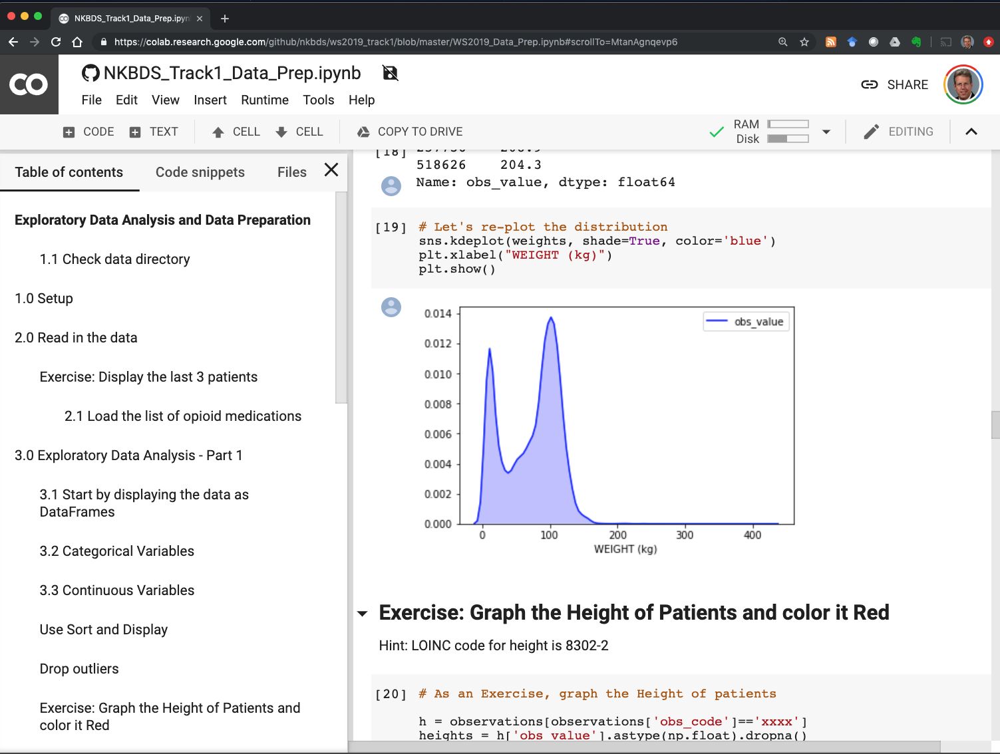 NKBDS_Track1_Data_Prep.ipyn
https://colab.research.google.com/github/nkbds/ws2019_track1/blob/master/WS2019_Data_Prep.ipynb#scrollTo=MtanAgnqevp6
CO
NKBDS_Track1_Data_Prep.ipynb
SHARE
File Edit View Insert Runtime Tools Help
CODE TEXT CELL CELL COPY TO DRIVE
RAM
Disk
EDITING
Table of contents Code snippets Files
Exploratory Data Analysis and Data Preparation
1.1 Check data directory
1.0 Setup
2.0 Read in the data
Exercise: Display the last 3 patients
2.1 Load the list of opioid medications
3.0 Exploratory Data Analysis - Part 1
3.1 Start by displaying the data as
DataFrames
3.2 Categorical Variables
3.3 Continuous Variables
Use Sort and Display
Drop outliers
Exercise: Graph the Height of Patients and
color it Red
[18]
518626 204.3
Name: obs_value, dtype: float64
[19] # Let's re-plot the distribution
sns.kdeplot(weights, shade=True, color='blue')
plt.xlabel("WEIGHT (kg)")
plt.show()
obs_value
0.014
0.012
0.010
0.008
0.006
0.004
0.002
0.000
0 100 200 300 400
WEIGHT (kg)
Exercise: Graph the Height of Patients and color it Red
Hint: LOINC code for height is 8302-2
[20] # As an Exercise, graph the Height of patients
h = observations[observations['obs_code']=='xxxx']
heights = h['obs_value'].astype(np.float).dropna()